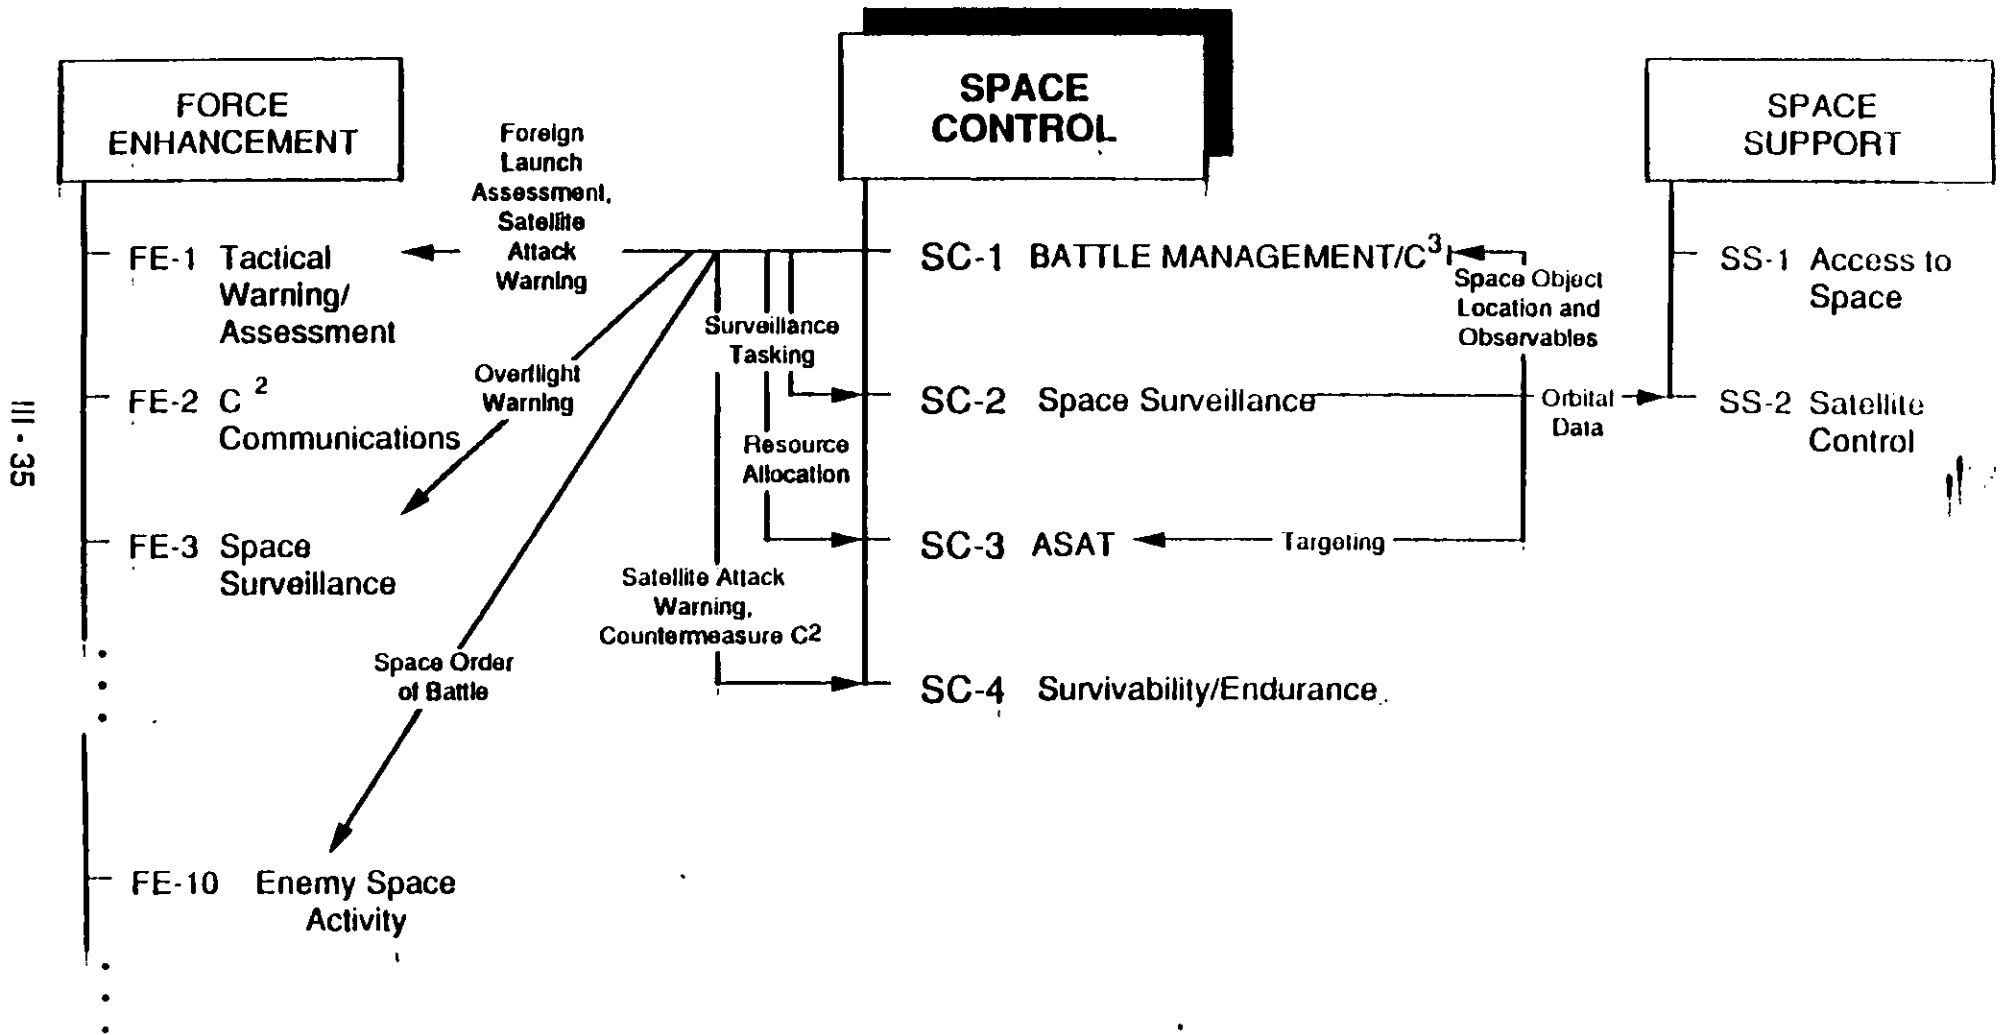 FORCE
ENHANCEMENT
FE-1 Tactical
Warning/
Assessment
FE-2 C 2
Communications
FE-3 Space
Surveillance
FE-10 Enemy Space
Activity
Foreign
Launch
Assessment,
Satellite
Attack
Warning
Overflight
Warning
Space Order
of Battle
Surveillance
Tasking
Resource
Allocation
Satellite Attack
Warning,
Countermeasure C2
SPACE
CONTROL
SC-1 BATTLE MANAGEMENT/C3
SC-2 Space Surveillance
SC-3 ASAT
SC-4 Survivability/Endurance
Space Object
Location and
Observables
Orbital
Data
Targeting
SPACE
SUPPORT
SS-1 Access to
Space
SS-2 Satellite
Control
III - 35